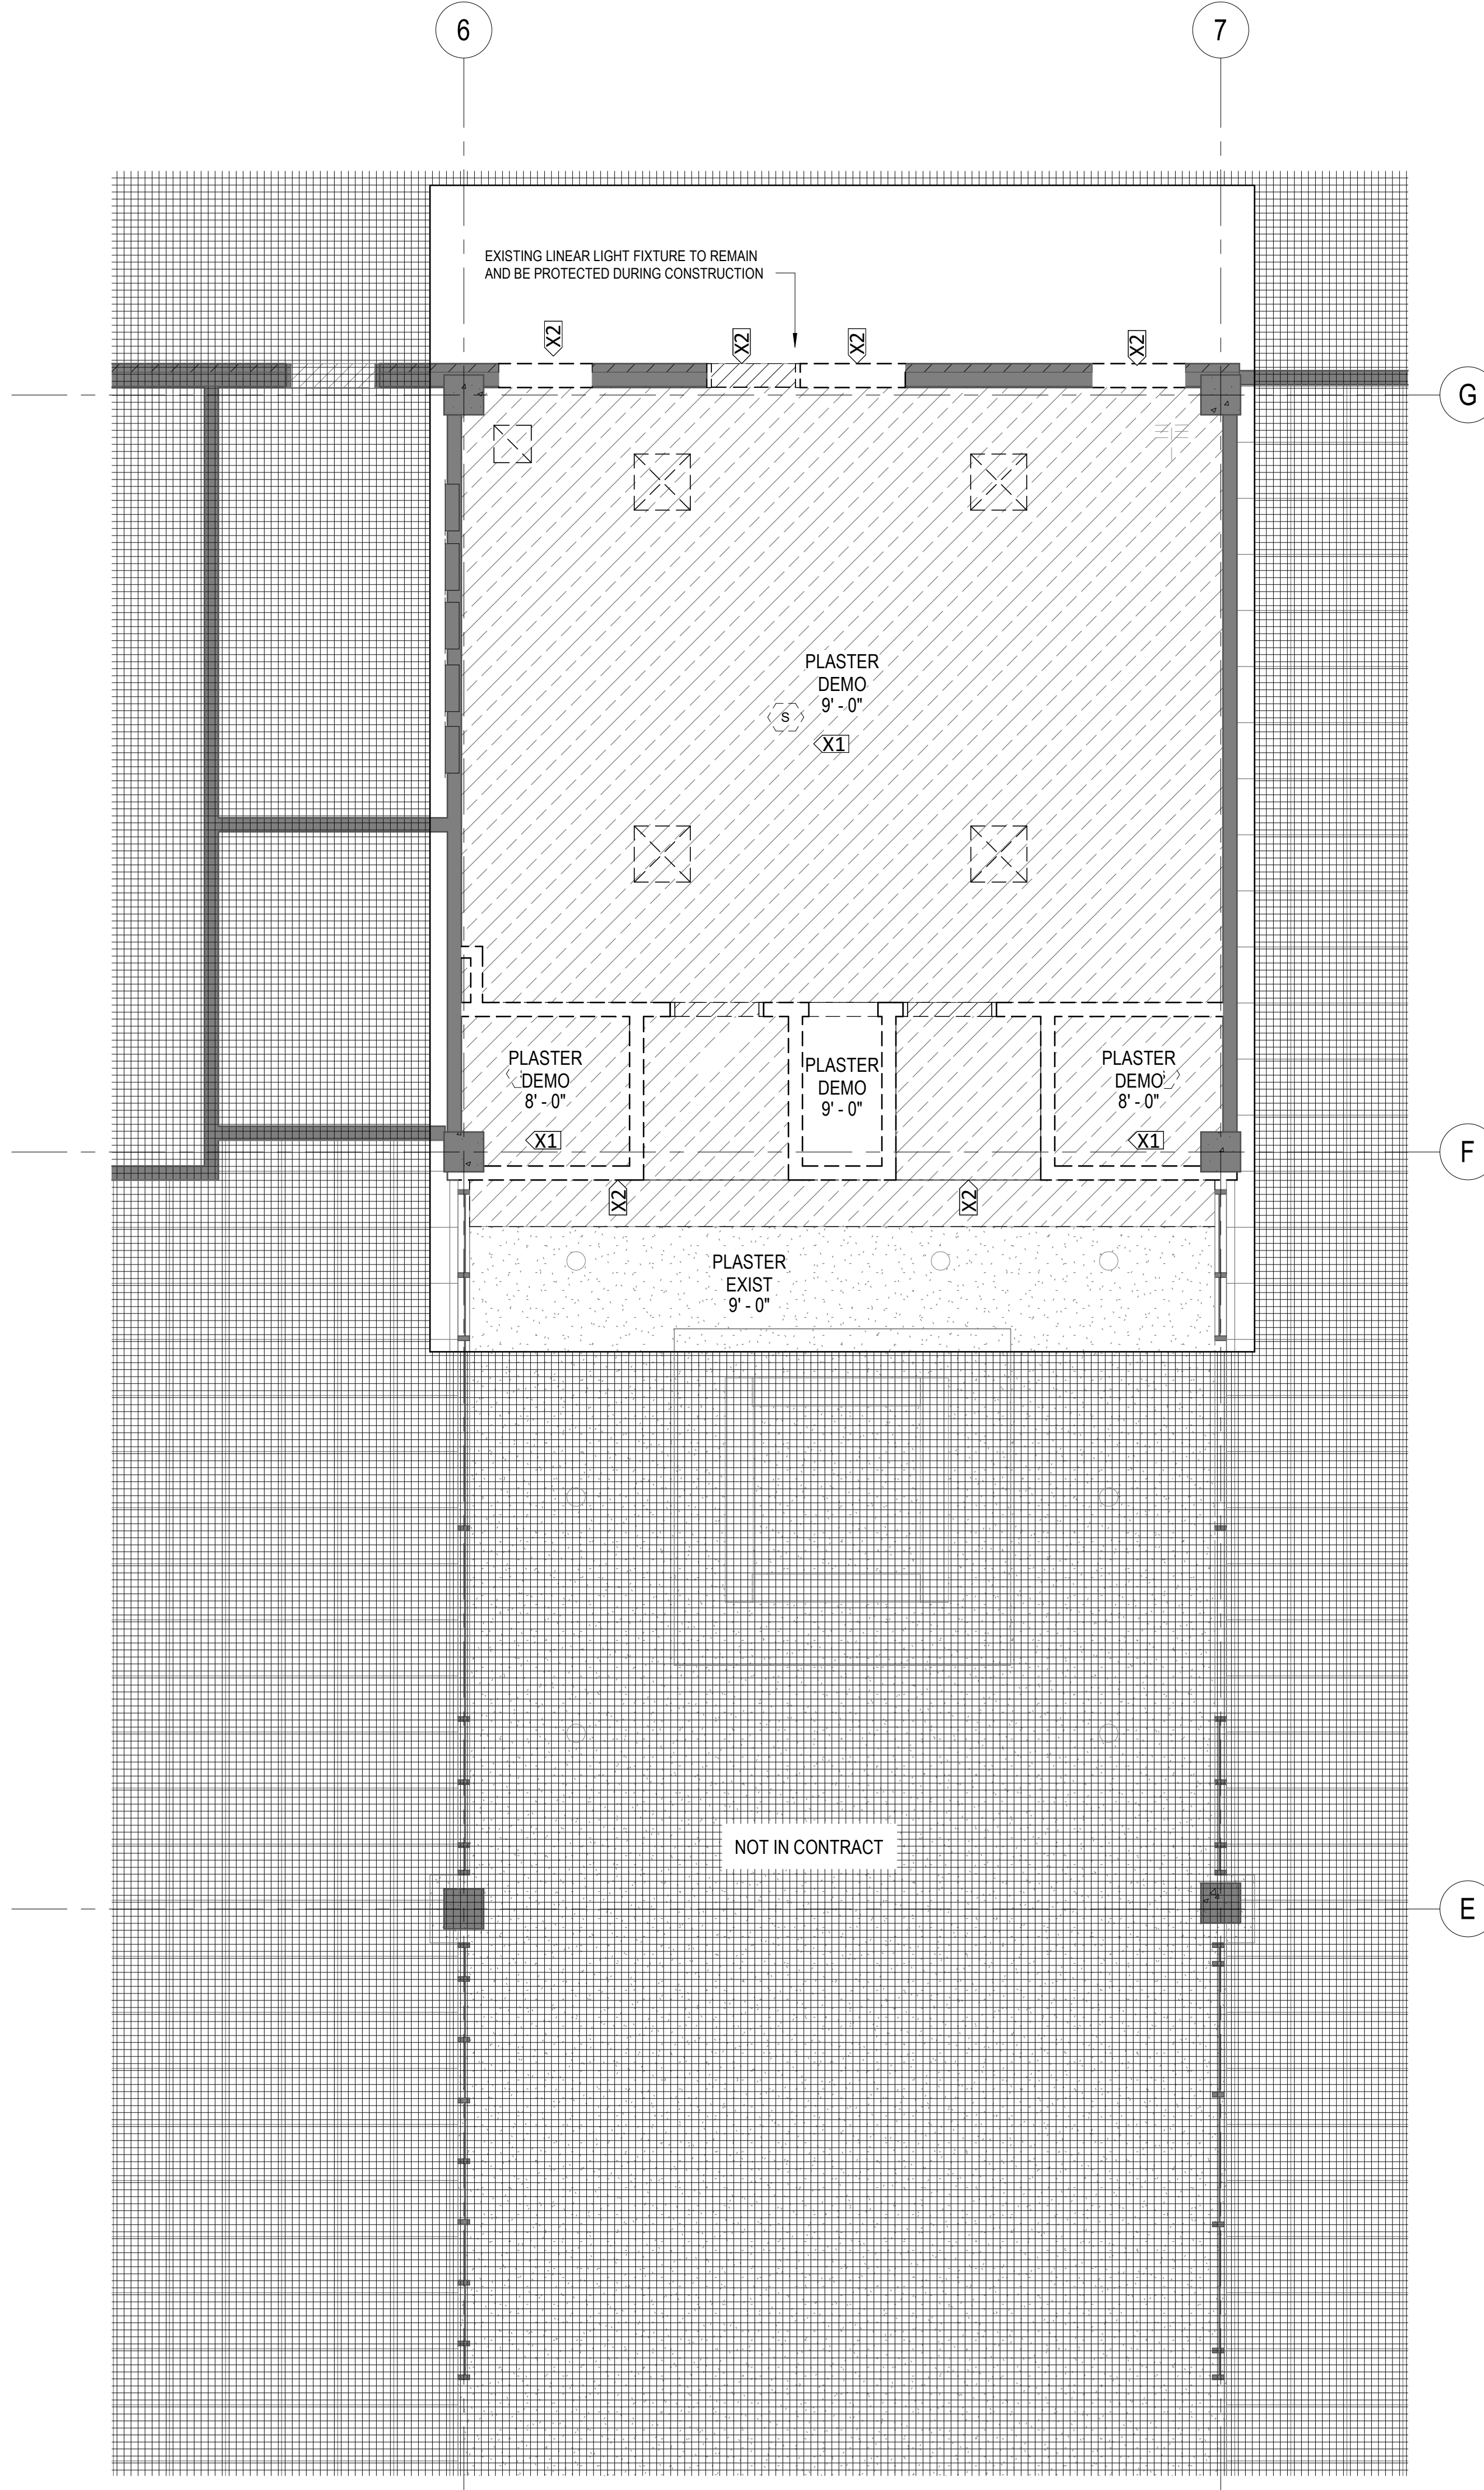 6
7
EXISTING LINEAR LIGHT FIXTURE TO REMAIN
AND BE PROTECTED DURING CONSTRUCTION
X2
X2
X2
X2
G
PLASTER
DEMO
9' - 0"
S
X1
PLASTER
DEMO
8' - 0"
X1
PLASTER
DEMO
9' - 0"
PLASTER
DEMO
8' - 0"
X1
F
X2
X2
PLASTER
EXIST
9' - 0"
NOT IN CONTRACT
E